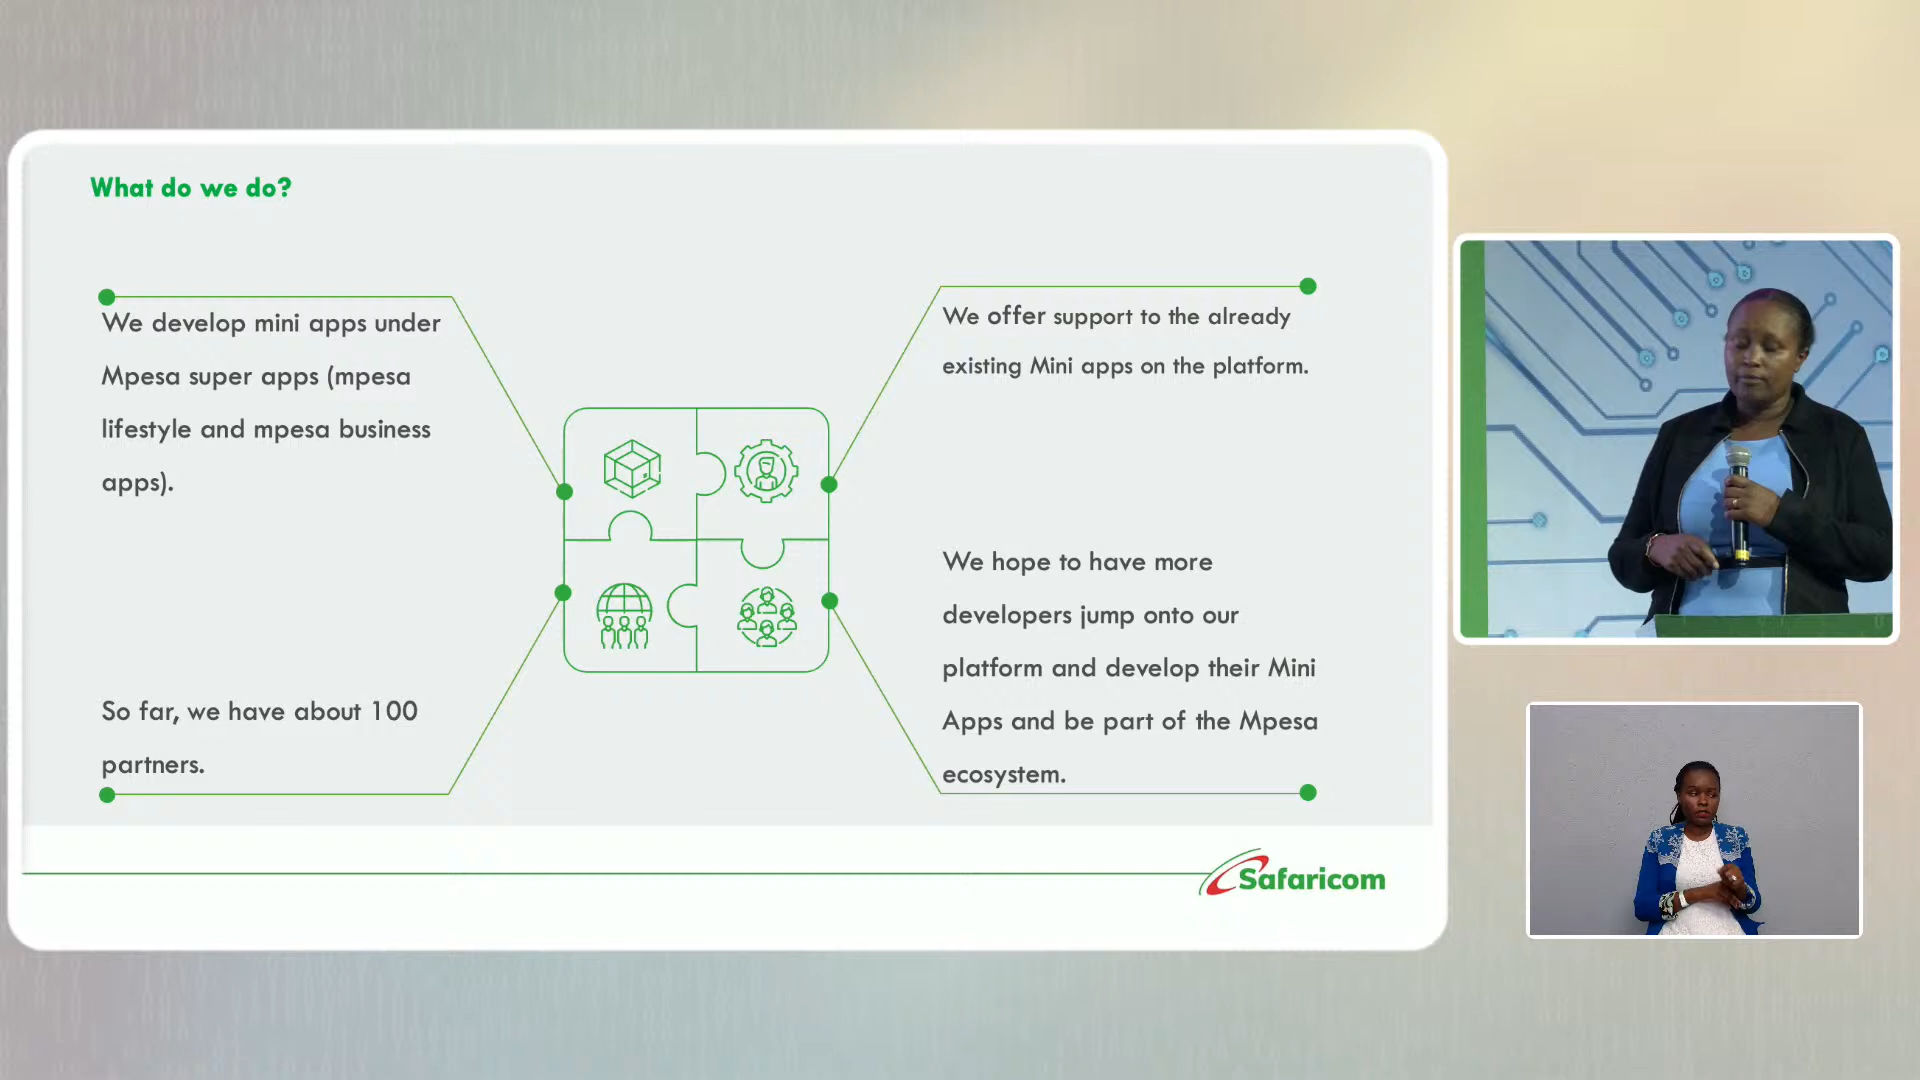 What do we do?
We develop mini apps under
Mpesa super apps (mpesa
lifestyle and mpesa business
apps).
We offer support to the already
existing Mini apps on the platform.
So far, we have about 100
partners.
We hope to have more
developers jump onto our
platform and develop their Mini
Apps and be part of the Mpesa
ecosystem.
Safaricom